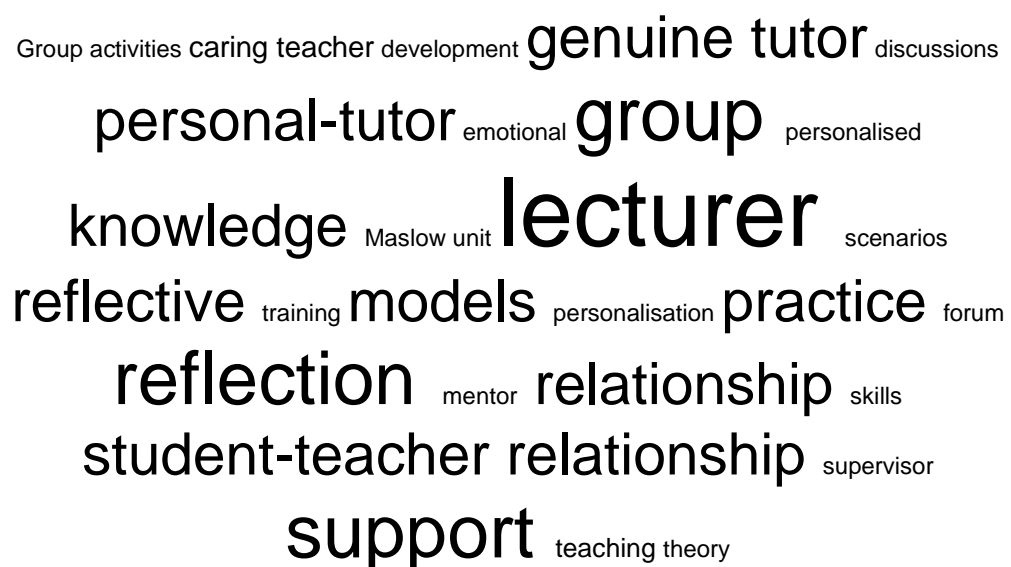 Group activities caring teacher development genuine tutor discussions
personal-tutor emotional group personalised
knowledge Maslow unit lecturer scenarios
reflective training models personalisation practice forum
reflection mentor relationship skills
student-teacher relationship supervisor
support teaching theory